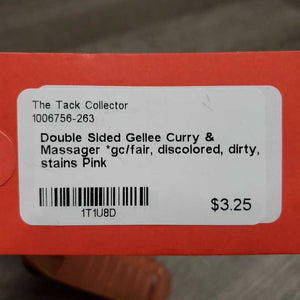 The Tack Collector
1006756-263
Double Sided Gellee Curry &
Massager *gc/fair, discolored, dirty,
stains Pink
1T1U8D
$3.25